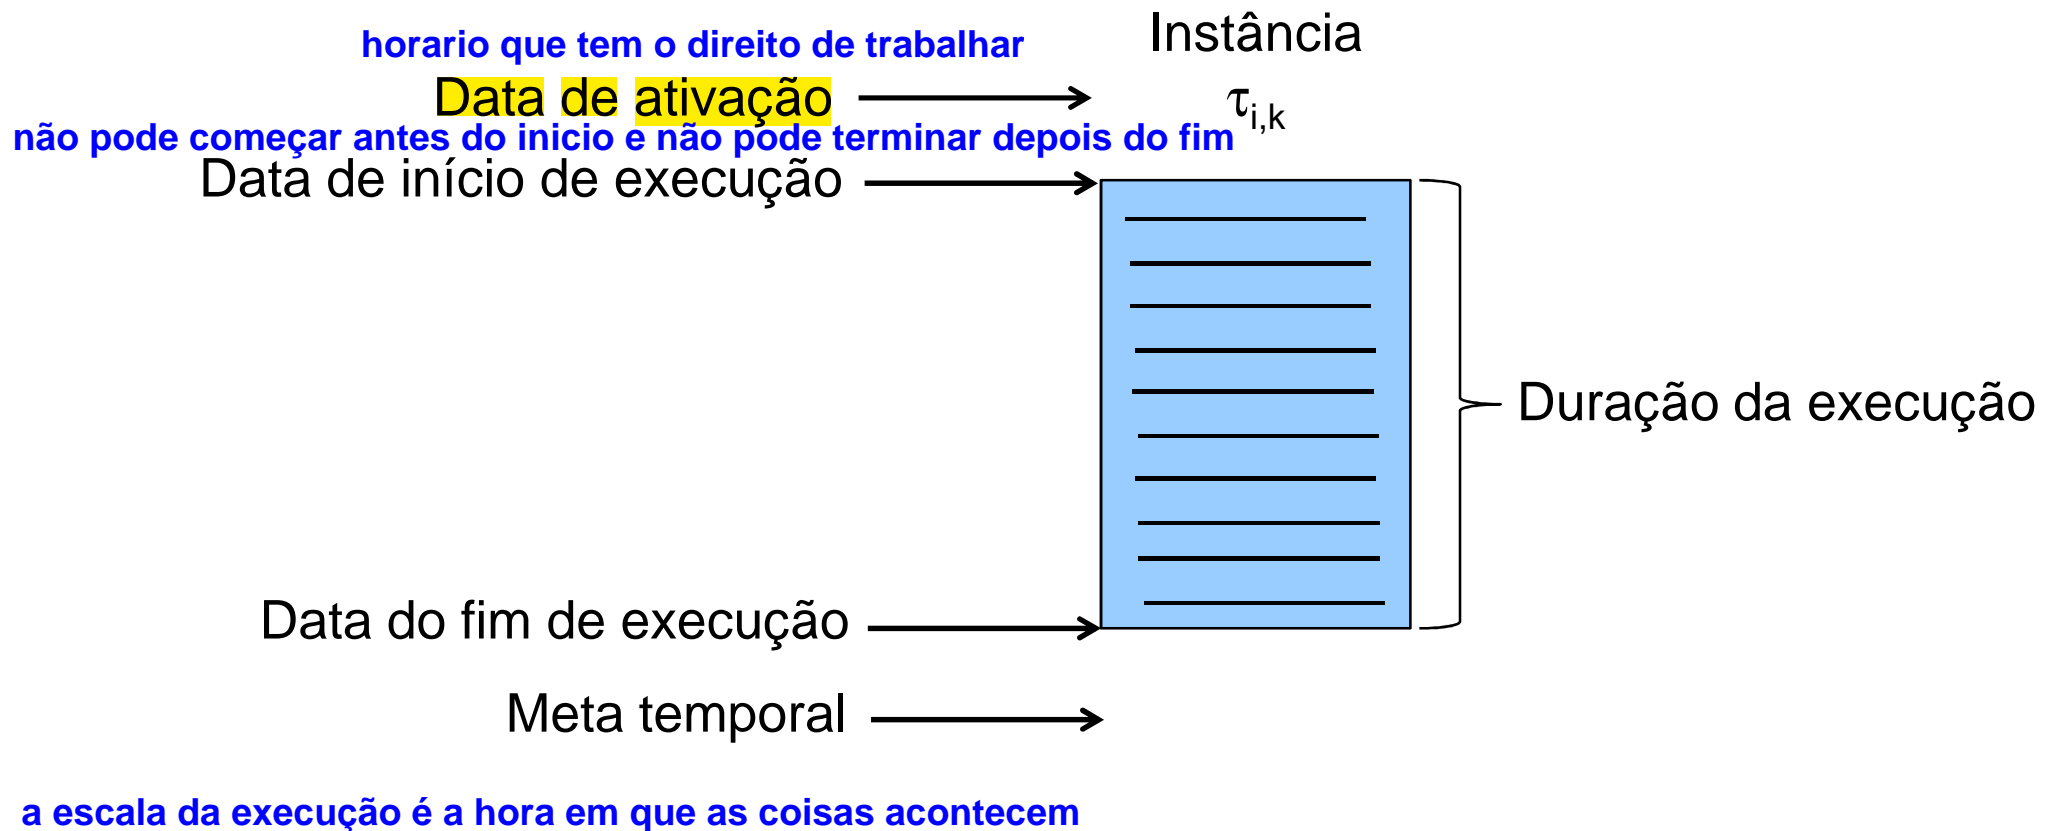 horario que tem o direito de trabalhar
Instância
Data de ativação
τi,k
não pode começar antes do inicio e não pode terminar depois do fim
Data de início de execução
Duração da execução
Data do fim de execução
Meta temporal
a escala da execução é a hora em que as coisas acontecem